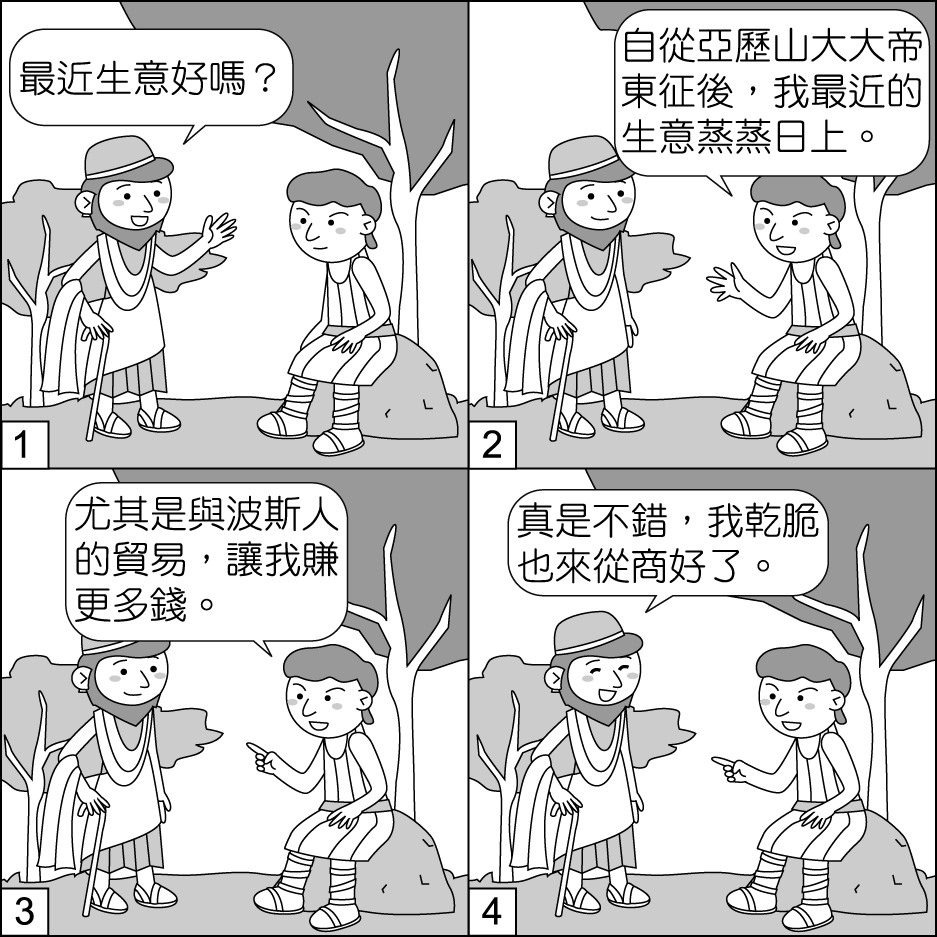 最近生意好嗎？
1
自從亞歷山大大帝
東征後，我最近的
生意蒸蒸日上。
2
尤其是與波斯人
的貿易，讓我賺
更多錢。
3
真是不錯，我乾脆
也來從商好了。
4